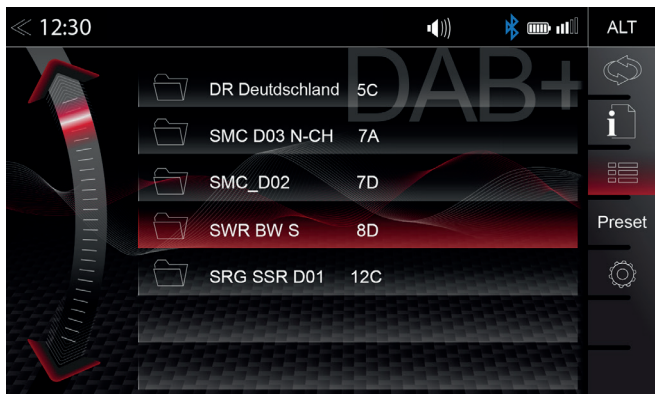 12:30
ALT
DAB+
DR Deutdschland 5C
SMC D03 N-CH 7A
SMC_D02 7D
SWR BW S 8D
SRG SSR D01 12C
i
Preset